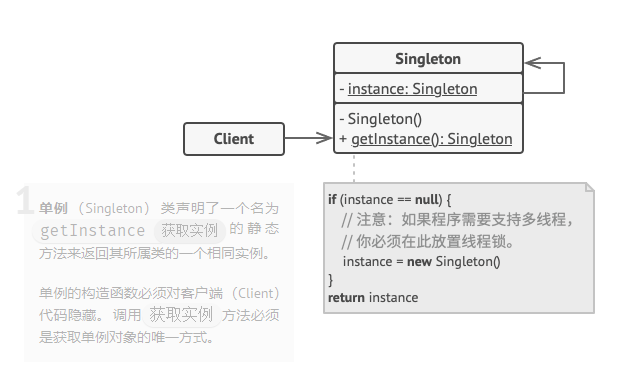 Singleton
- instance: Singleton
- Singleton()
+ getInstance(): Singleton
Client
1
单例（Singleton）类声明了一个名为
getInstance 获取实例 的静态
方法来返回其所属类的一个相同实例。
单例的构造函数必须对客户端（Client）
代码隐藏。调用 获取实例 方法必须
是获取单例对象的唯一方式。
if (instance == null) {
// 注意：如果程序需要支持多线程，
// 你必须在此放置线程锁。
instance = new Singleton()
}
return instance